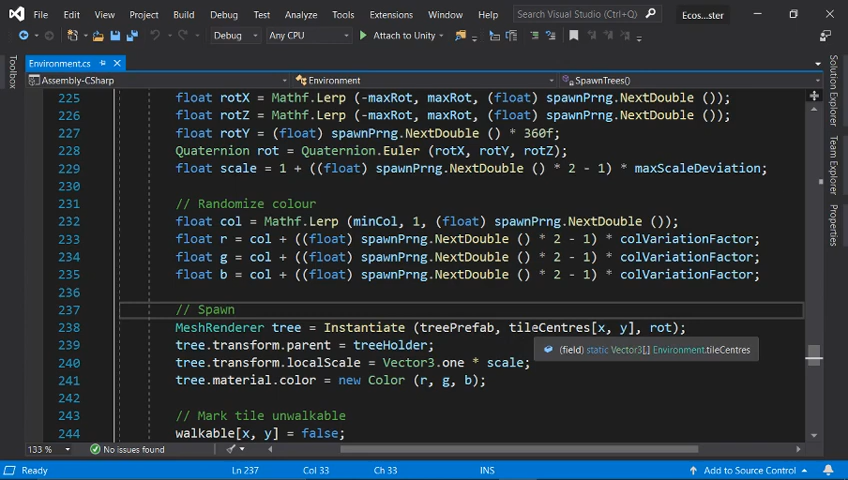 File Edit View Git Project Build Debug Test Analyze Tools Extensions Window Help Search Visual Studio (Ctrl+Q) Ecos...ster
Debug Any CPU Attach to Unity
Environment.cs
Assembly-CSharp Environment SpawnTrees()
225 float rotX = Mathf.Lerp (-maxRot, maxRot, (float) spawnPrng.NextDouble ());
226 float rotZ = Mathf.Lerp (-maxRot, maxRot, (float) spawnPrng.NextDouble ());
227 float rotY = (float) spawnPrng.NextDouble () * 360f;
228 Quaternion rot = Quaternion.Euler (rotX, rotY, rotZ);
229 float scale = 1 + ((float) spawnPrng.NextDouble () * 2 - 1) * maxScaleDeviation;
230
231 // Randomize colour
232 float col = Mathf.Lerp (minCol, 1, (float) spawnPrng.NextDouble ());
233 float r = col + ((float) spawnPrng.NextDouble () * 2 - 1) * colVariationFactor;
234 float g = col + ((float) spawnPrng.NextDouble () * 2 - 1) * colVariationFactor;
235 float b = col + ((float) spawnPrng.NextDouble () * 2 - 1) * colVariationFactor;
236
237 // Spawn
238 MeshRenderer tree = Instantiate (treePrefab, tileCentres[x, y], rot);
239 tree.transform.parent = treeHolder;
(field) static Vector3[,] Environment.tileCentres
240 tree.transform.localScale = Vector3.one * scale;
241 tree.material.color = new Color (r, g, b);
242
243 // Mark tile unwalkable
244 walkable[x, y] = false;
133 % No issues found
Ready Ln 237 Col 33 Ch 33 INS Add to Source Control
Toolbox
Solution Explorer
Team Explorer
Properties